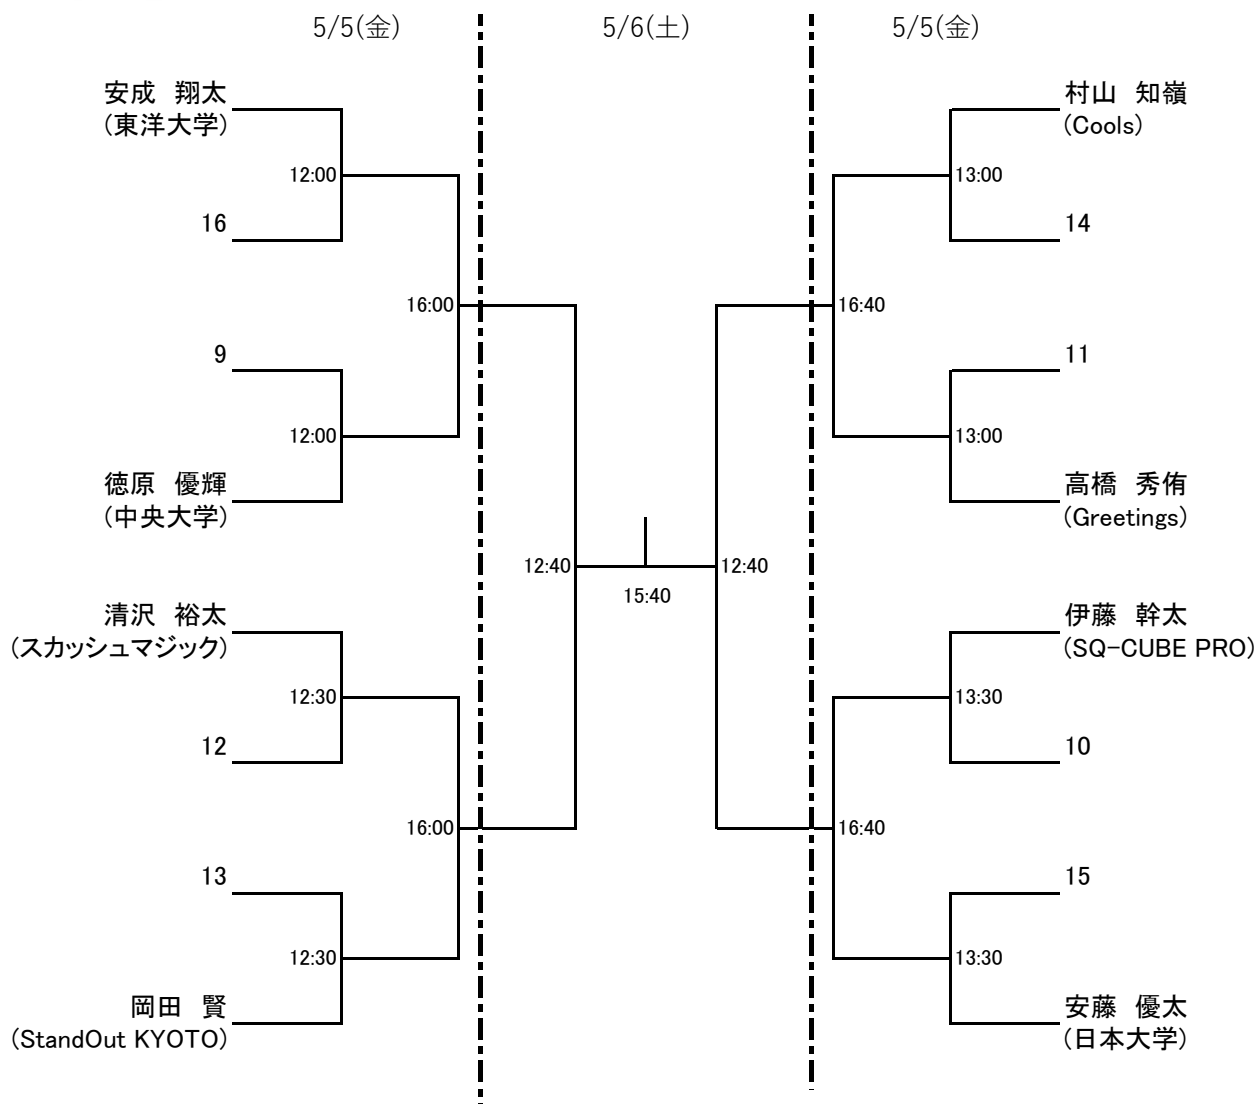 5/5(金)
5/6(土)
5/5(金)
安成　翔太
(東洋大学)
12:00
16
16:00
9
12:00
徳原　優輝
(中央大学)
清沢　裕太
(スカッシュマジック)
12:30
12
16:00
13
12:30
岡田　賢
(StandOut KYOTO)
12:40
15:40
12:40
村山　知嶺
(Cools)
13:00
14
16:40
11
13:00
高橋　秀侑
(Greetings)
伊藤　幹太
(SQ-CUBE PRO)
13:30
10
16:40
15
13:30
安藤　優太
(日本大学)